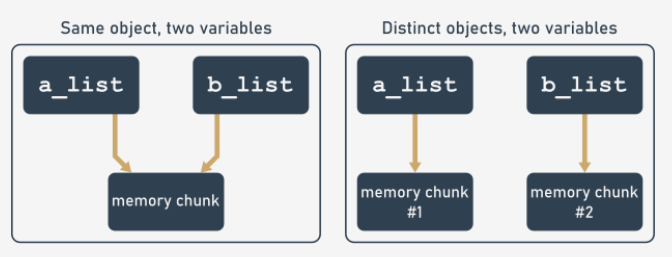 Same object, two variables
a_list
b_list
memory chunk
Distinct objects, two variables
a_list
b_list
memory chunk
#1
memory chunk
#2